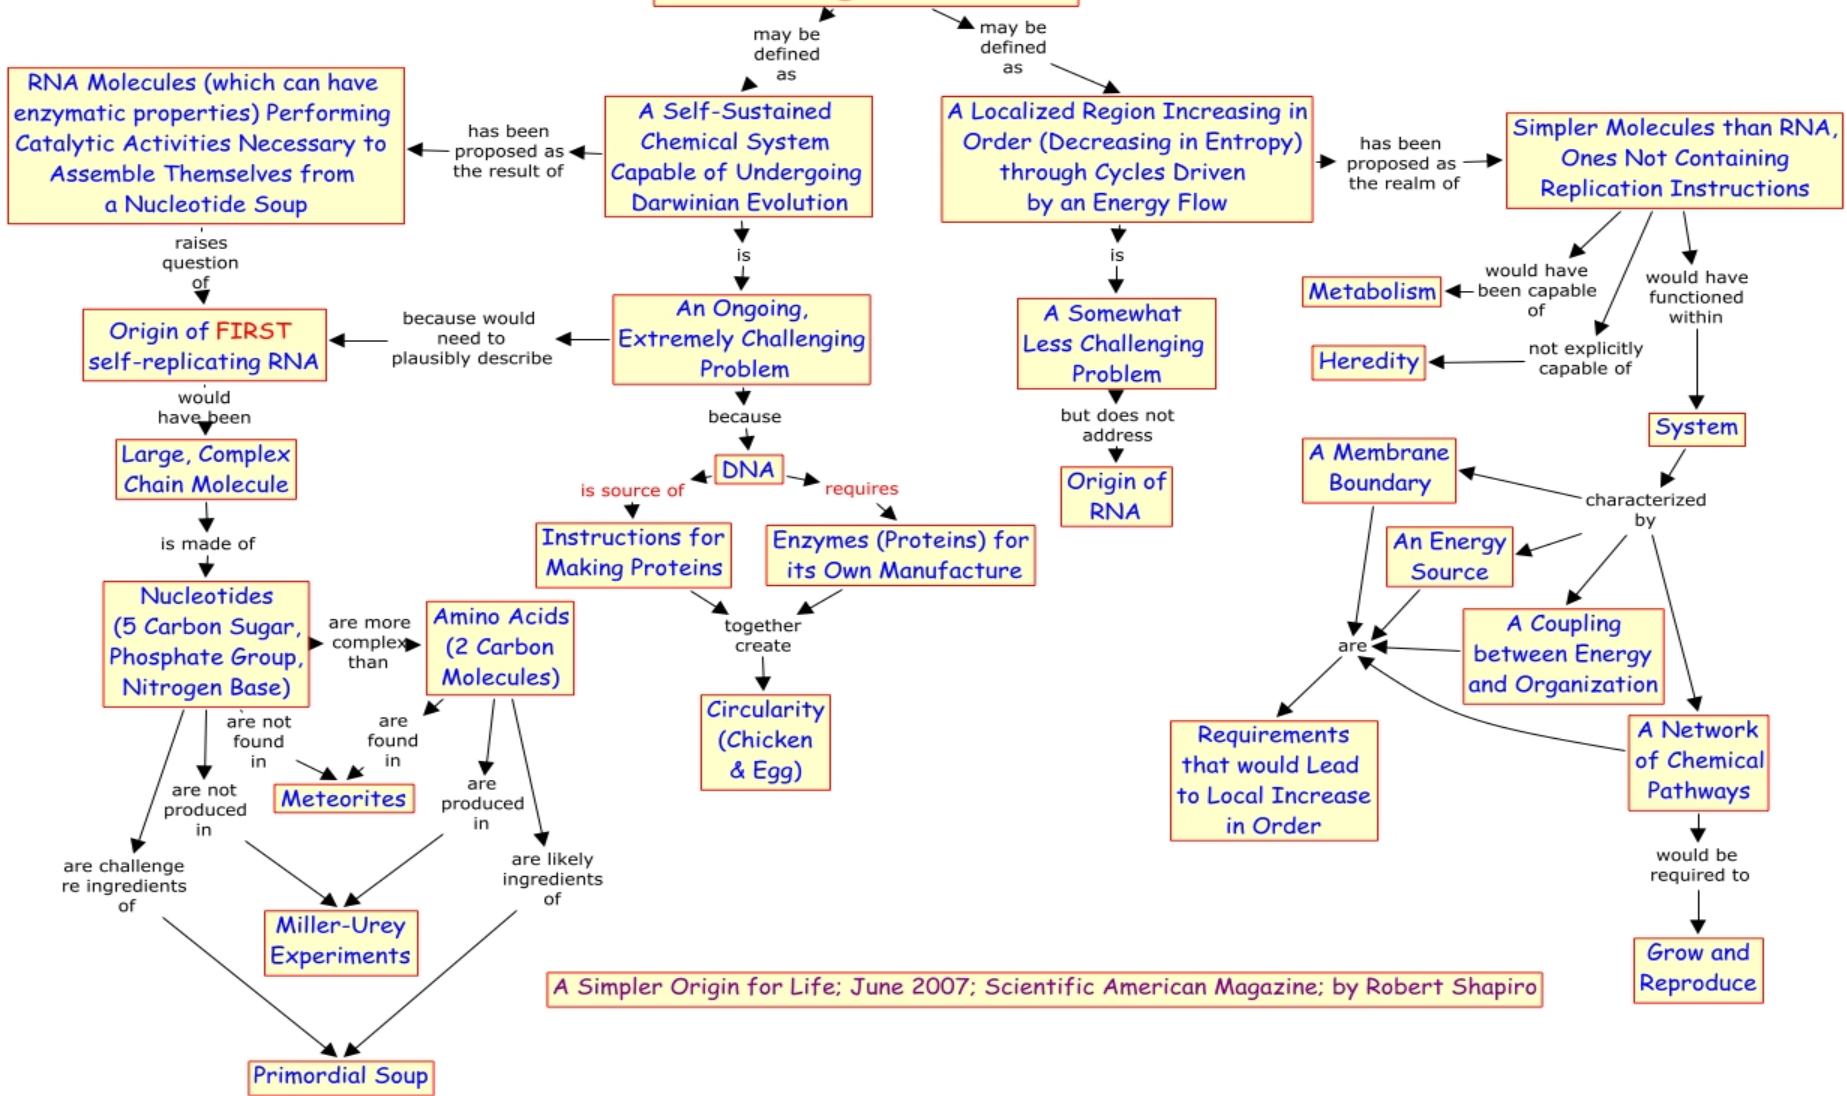 may be
defined
as
may be
defined
as
RNA Molecules (which can have
enzymatic properties) Performing
Catalytic Activities Necessary to
Assemble Themselves from
a Nucleotide Soup
has been
proposed as
the result of
A Self-Sustained
Chemical System
Capable of Undergoing
Darwinian Evolution
A Localized Region Increasing in
Order (Decreasing in Entropy)
through Cycles Driven
by an Energy Flow
has been
proposed as
the realm of
Simpler Molecules than RNA,
Ones Not Containing
Replication Instructions
raises
question
of
is
is
Metabolism
would have
been capable
of
would have
functioned
within
Origin of FIRST
self-replicating RNA
because would
need to
plausibly describe
An Ongoing,
Extremely Challenging
Problem
A Somewhat
Less Challenging
Problem
Heredity
not explicitly
capable of
would
have been
because
but does not
address
System
Large, Complex
Chain Molecule
DNA
is source of
requires
Origin of
RNA
A Membrane
Boundary
characterized
by
is made of
Instructions for
Making Proteins
Enzymes (Proteins) for
its Own Manufacture
An Energy
Source
Nucleotides
(5 Carbon Sugar,
Phosphate Group,
Nitrogen Base)
are more
complex
than
Amino Acids
(2 Carbon
Molecules)
together
create
are
A Coupling
between Energy
and Organization
are not
found
in
are
found
in
Circularity
(Chicken
& Egg)
Requirements
that would Lead
to Local Increase
in Order
A Network
of Chemical
Pathways
are not
produced
in
Meteorites
are
produced
in
are challenge
re ingredients
of
are likely
ingredients
of
would be
required to
Miller-Urey
Experiments
Grow and
Reproduce
A Simpler Origin for Life; June 2007; Scientific American Magazine; by Robert Shapiro
Primordial Soup